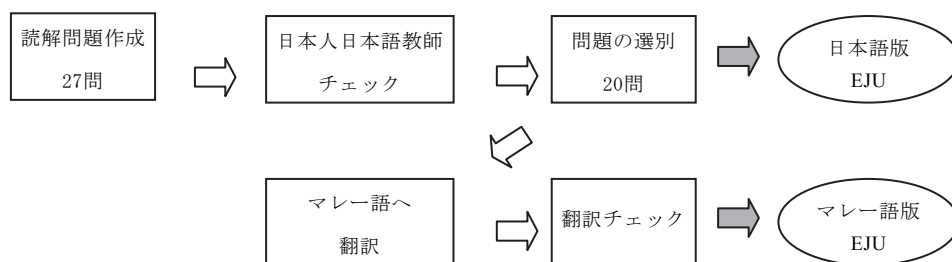 読解問題作成
27問
日本人日本語教師
チェック
問題の選別
20問
日本語版
EJU
マレー語へ
翻訳
翻訳チェック
マレー語版
EJU